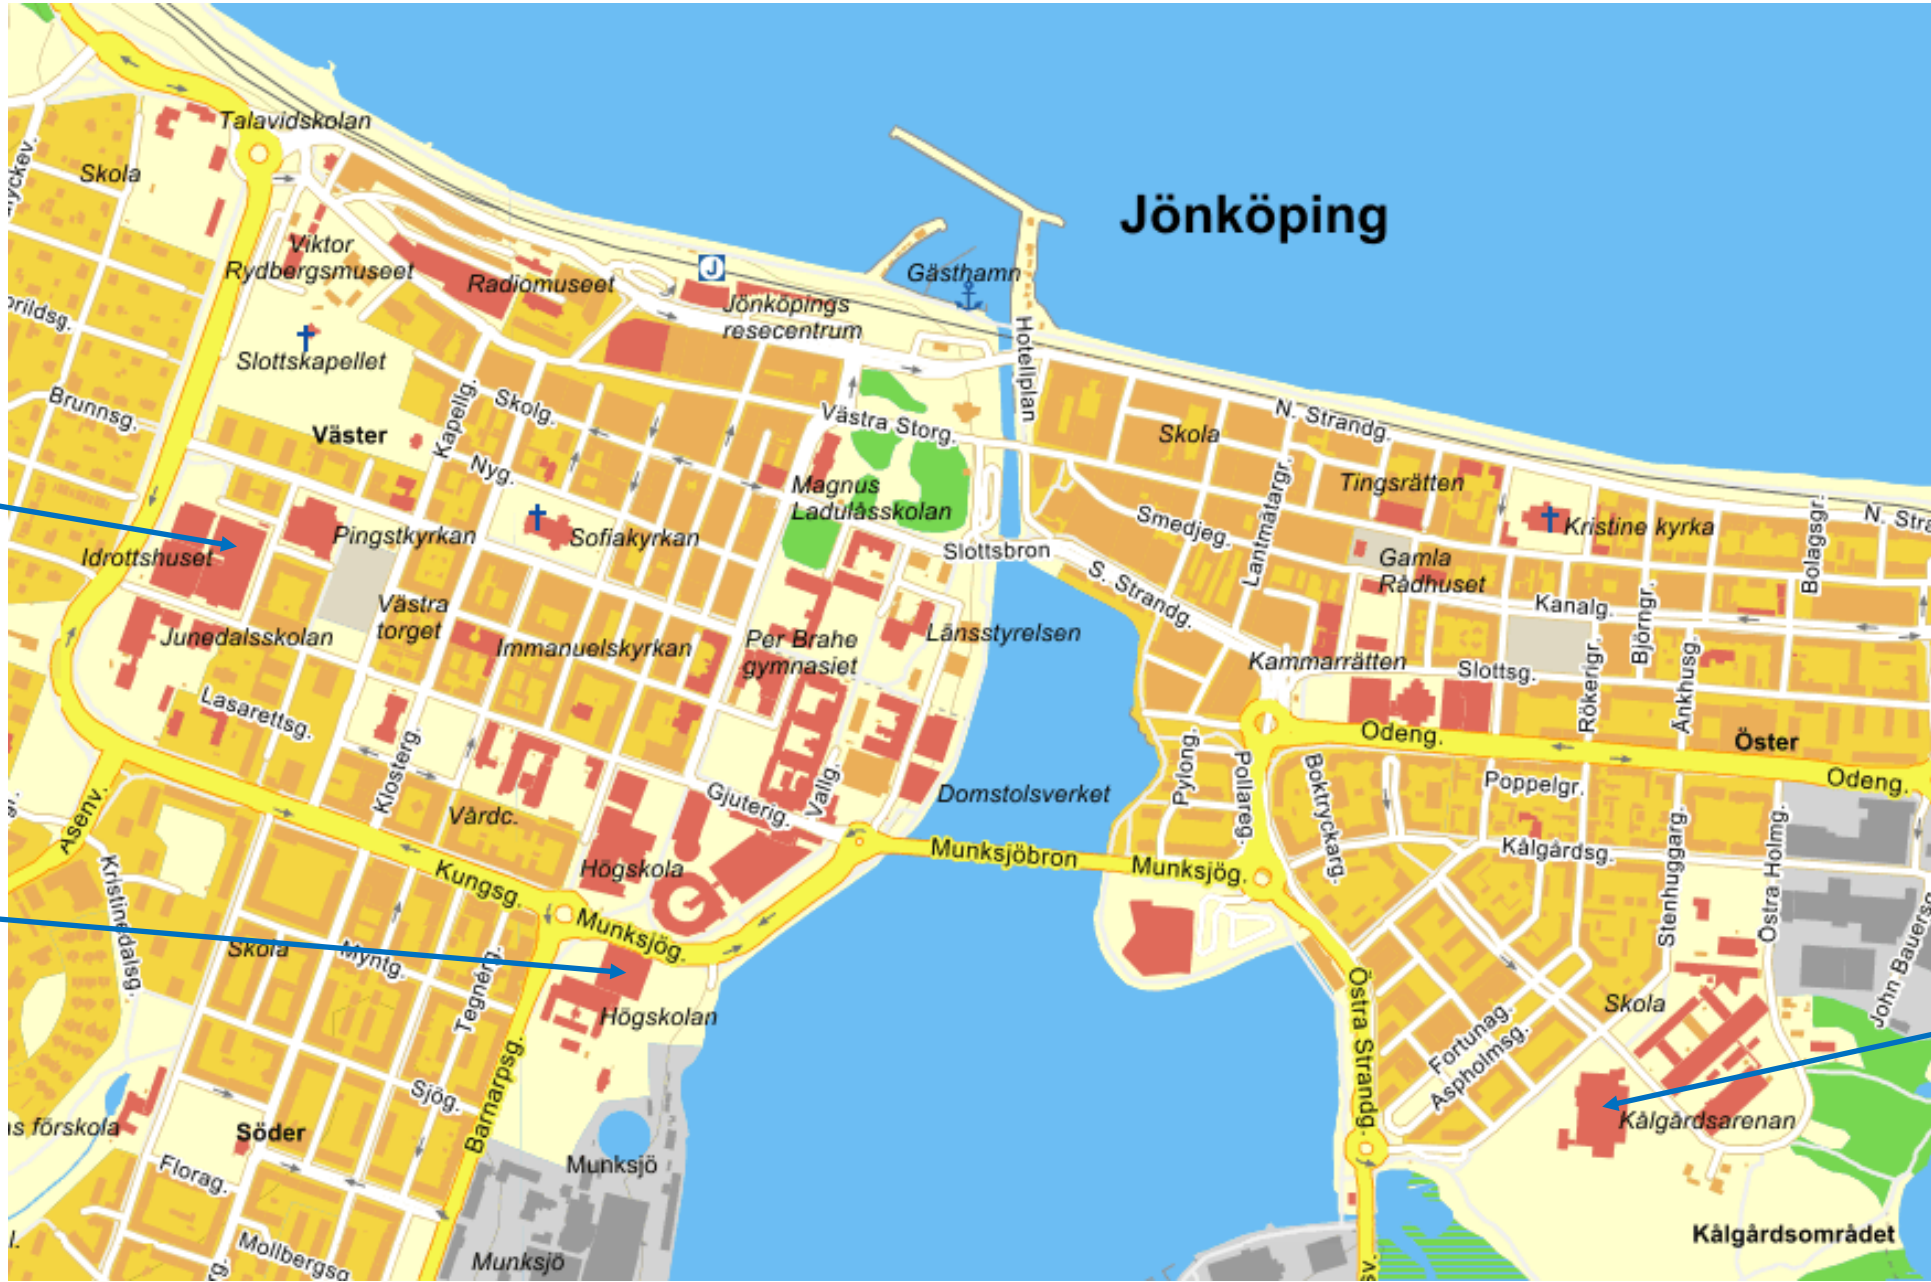 Jönköping
Talavidskolan
Skola
Viktor
Rydbergsmuseet
Radiomuseet
J
Jönköpings
resecentrum
Gästhamn
Hotellplan
Slottskapellet
Brunnsg.
Väster
Kapellg.
Skolg.
Nyg.
Västra Storg.
Skola
N. Strandg.
Tingsrätten
Magnus
Ladulåsskolan
Pingstkyrkan
Sofiakyrkan
Idrottshuset
Slottsbron
Smedjeg.
Lantmätargr.
Gamla
Rådhuset
Kristine kyrka
Bolagsgr.
S. Strandg.
Kanalg.
Björngr.
Västra
torget
Junedalsskolan
Immanuelskyrkan
Per Brahe
gymnasiet
Länsstyrelsen
Kammarrätten
Slottsg.
Rökerigr.
Änkhusg.
Lasarettsg.
Klosterg.
Odeng.
Öster
Odeng.
Pylong.
Pollareg.
Boktryckarg.
Poppelgr.
Domstolsverket
Vallg.
Gjuterig.
Vårdc.
Asenv.
Munksjöbron
Munksjög.
Kålgårdsg.
Stenhuggarg.
Östra Holmg.
Kungsg.
Högskola
Munksjög.
Kristinedalsg.
Skola
Myntg.
Tegnérg.
Högskolan
John Bauersg
Skola
Östra Strandg.
Fortunag.
Aspholmsg.
Kålgårdsarenan
Sjög.
Barnarpsg.
förskola
Söder
Florag.
Munksjö
Mollbergsg
Munksjö
Kålgårdsområdet